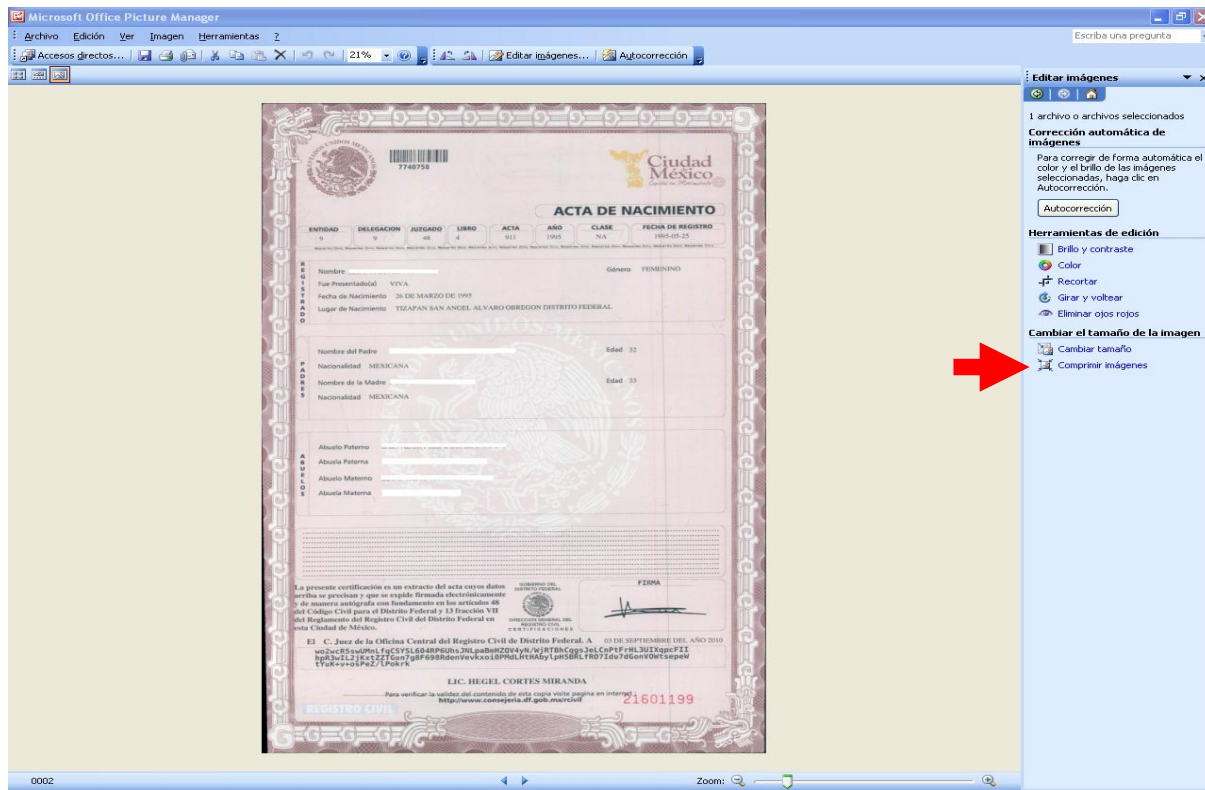 Microsoft Office Picture Manager
Archivo Edición Ver Imagen Herramientas ?
Escriba una pregunta
Accesos directos... 21% Editar imágenes... Autocorrección
Editar imágenes
1 archivo o archivos seleccionados
Corrección automática de
imágenes
Para corregir de forma automática el
color y el brillo de las imágenes
seleccionadas, haga clic en
Autocorrección.
Autocorrección
Herramientas de edición
Brillo y contraste
Color
Recortar
Girar y voltear
Eliminar ojos rojos
Cambiar el tamaño de la imagen
Cambiar tamaño
Comprimir imágenes
7740758
Ciudad
México
ACTA DE NACIMIENTO
ENTIDAD DELEGACION JUZGADO LIBRO ACTA AÑO CLASE FECHA DE REGISTRO
9 9 48 4 911 1995 NA 1995-05-25
REGISTRADO
Nombre
Género FEMENINO
Fue Presentado(a) VIVA
Fecha de Nacimiento 26 DE MARZO DE 1995
Lugar de Nacimiento TIZAPAN SAN ANGEL ALVARO OBREGON DISTRITO FEDERAL
PADRES
Nombre del Padre Edad 32
Nacionalidad MEXICANA
Nombre de la Madre Edad 33
Nacionalidad MEXICANA
ABUELOS
Abuelo Paterno
Abuela Paterna
Abuelo Materno
Abuela Materna
La presente certificación es un extracto del acta cuyos datos
arriba se precisan y que se expide firmada electrónicamente
y de manera autógrafa con fundamento en los artículos 48
del Código Civil para el Distrito Federal y 13 fracción VII
del Reglamento del Registro Civil del Distrito Federal en
esta Ciudad de México.
GOBIERNO DEL
DISTRITO FEDERAL
DIRECCION GENERAL DEL
REGISTRO CIVIL
CERTIFICACIONES
FIRMA
El C. Juez de la Oficina Central del Registro Civil de Distrito Federal. A 03 DE SEPTIEMBRE DEL AÑO 2010
LIC. HEGEL CORTES MIRANDA
Para verificar la validez del contenido de esta copia visite pagina en internet:
http://www.consejeria.df.gob.mx/rcivil
21601199
REGISTRO CIVIL
0002
Zoom: